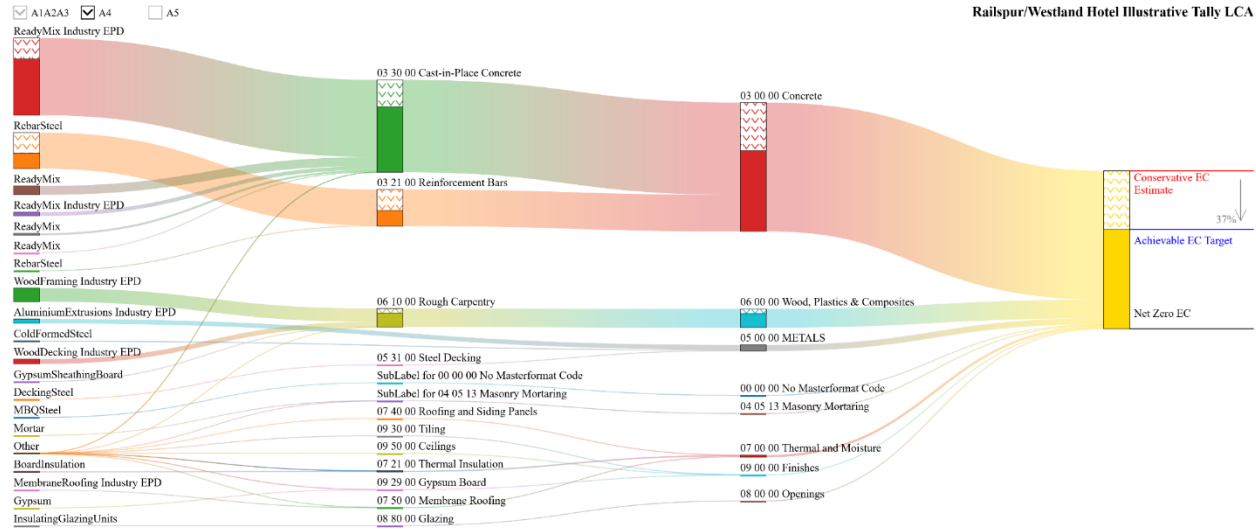 A1A2A3
A4
A5
Railspur/Westland Hotel Illustrative Tally LCA
ReadyMix Industry EPD
RebarSteel
ReadyMix
ReadyMix Industry EPD
ReadyMix
ReadyMix
RebarSteel
WoodFraming Industry EPD
AluminiumExtrusions Industry EPD
ColdFormedSteel
WoodDecking Industry EPD
GypsumSheathingBoard
DeckingSteel
MBQSteel
Mortar
Other
BoardInsulation
MembraneRoofing Industry EPD
Gypsum
InsulatingGlazingUnits
03 30 00 Cast-in-Place Concrete
03 21 00 Reinforcement Bars
06 10 00 Rough Carpentry
05 31 00 Steel Decking
SubLabel for 00 00 00 No Masterformat Code
SubLabel for 04 05 13 Masonry Mortaring
07 40 00 Roofing and Siding Panels
09 30 00 Tiling
09 50 00 Ceilings
07 21 00 Thermal Insulation
09 29 00 Gypsum Board
07 50 00 Membrane Roofing
08 80 00 Glazing
03 00 00 Concrete
06 00 00 Wood, Plastics & Composites
05 00 00 METALS
00 00 00 No Masterformat Code
04 05 13 Masonry Mortaring
07 00 00 Thermal and Moisture
09 00 00 Finishes
08 00 00 Openings
Conservative EC
Estimate
37%
Achievable EC Target
Net Zero EC